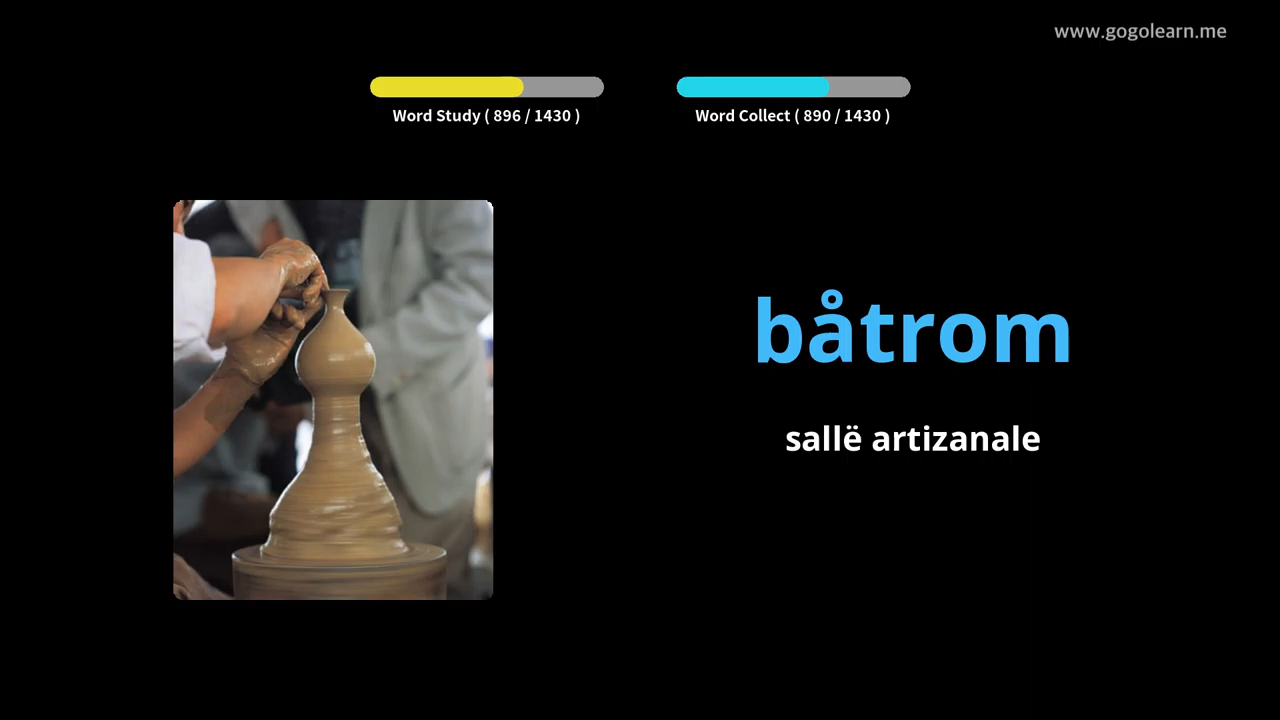 www.gogolearn.me
Word Study ( 896 / 1430 )
Word Collect ( 890 / 1430 )
båtrom
sallë artizanale